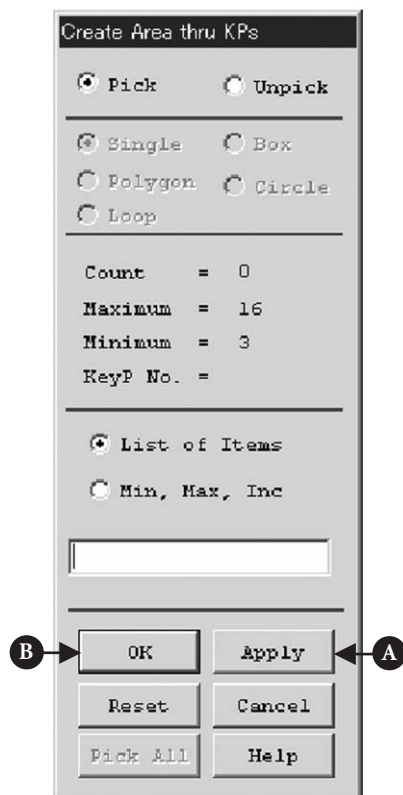 Create Area thru KPs
Pick Unpick
Single Box
Polygon Circle
Loop
Count = 0
Maximum = 16
Minimum = 3
KeyP No. =
List of Items
Min, Max, Inc
B OK Apply A
Reset Cancel
Pick All Help